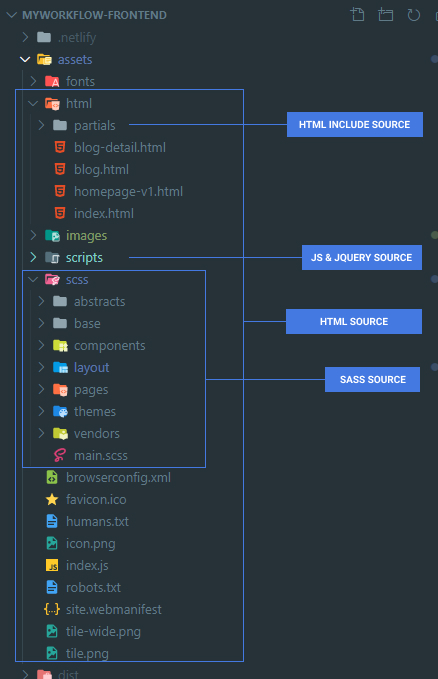 MYWORKFLOW-FRONTEND
.netlify
assets
fonts
html
partials
HTML INCLUDE SOURCE
blog-detail.html
blog.html
homepage-v1.html
index.html
images
scripts
JS & JQUERY SOURCE
scss
abstracts
base
HTML SOURCE
components
layout
SASS SOURCE
pages
themes
vendors
main.scss
browserconfig.xml
favicon.ico
humans.txt
icon.png
JS index.js
robots.txt
site.webmanifest
tile-wide.png
tile.png
dist